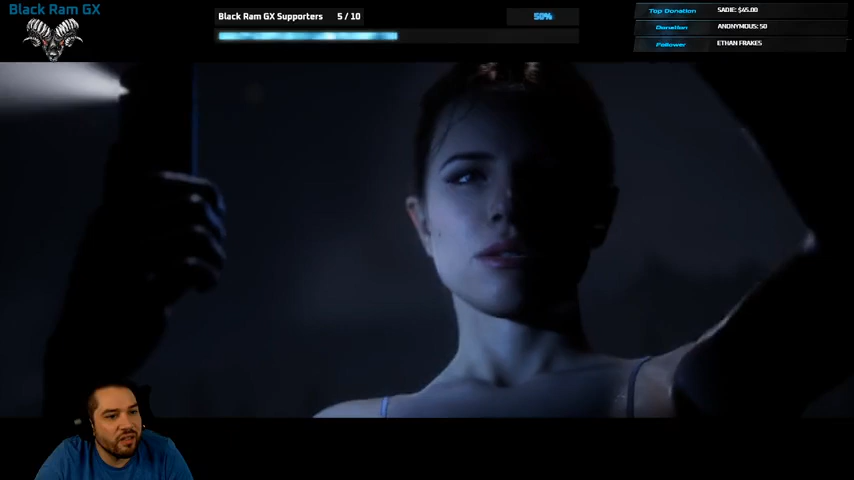 Black Ram GX
Black Ram GX Supporters 5 / 10
50%
Top Donation SADIE: $65.00
Donation ANONYMOUS: 50
Follower ETHAN FRAKES